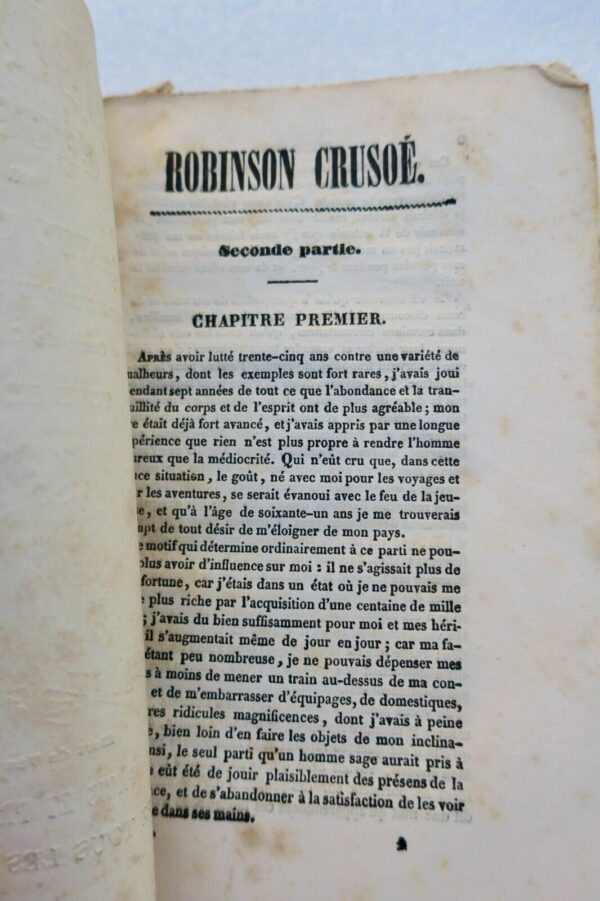 ROBINSON CRUSOÉ.
Seconde partie.
CHAPITRE PREMIER.
APRÈS avoir lutté trente-cinq ans contre une variété de
alheurs, dont les exemples sont fort rares, j'avais joui
endant sept années de tout ce que l'abondance et la tran-
uillité du corps et de l'esprit ont de plus agréable; mon
e était déjà fort avancé, et j'avais appris par une longue
périence que rien n'est plus propre à rendre l'homme
ureux que la médiocrité. Qui n'eût cru que, dans cette
ce situation, le goût, né avec moi pour les voyages et
ur les aventures, se serait évanoui avec le feu de la jeu-
e, et qu'à l'âge de soixante-un ans je me trouverais
mpt de tout désir de m'éloigner de mon pays.
e motif qui détermine ordinairement à ce parti ne pou-
plus avoir d'influence sur moi : il ne s'agissait plus de
fortune, car j'étais dans un état où je ne pouvais me
e plus riche par l'acquisition d'une centaine de mille
; j'avais du bien suffisamment pour moi et mes héri-
il s'augmentait même de jour en jour; car ma fa-
étant peu nombreuse, je ne pouvais dépenser mes
s à moins de mener un train au-dessus de ma con-
et de m'embarrasser d'équipages, de domestiques,
res ridicules magnificences, dont j'avais à peine
e, bien loin d'en faire les objets de mon inclina-
nsi, le seul parti qu'un homme sage aurait pris à
e eût été de jouir plaisiblement des présens de la
ce, et de s'abandonner à la satisfaction de les voir
e dans ses mains.